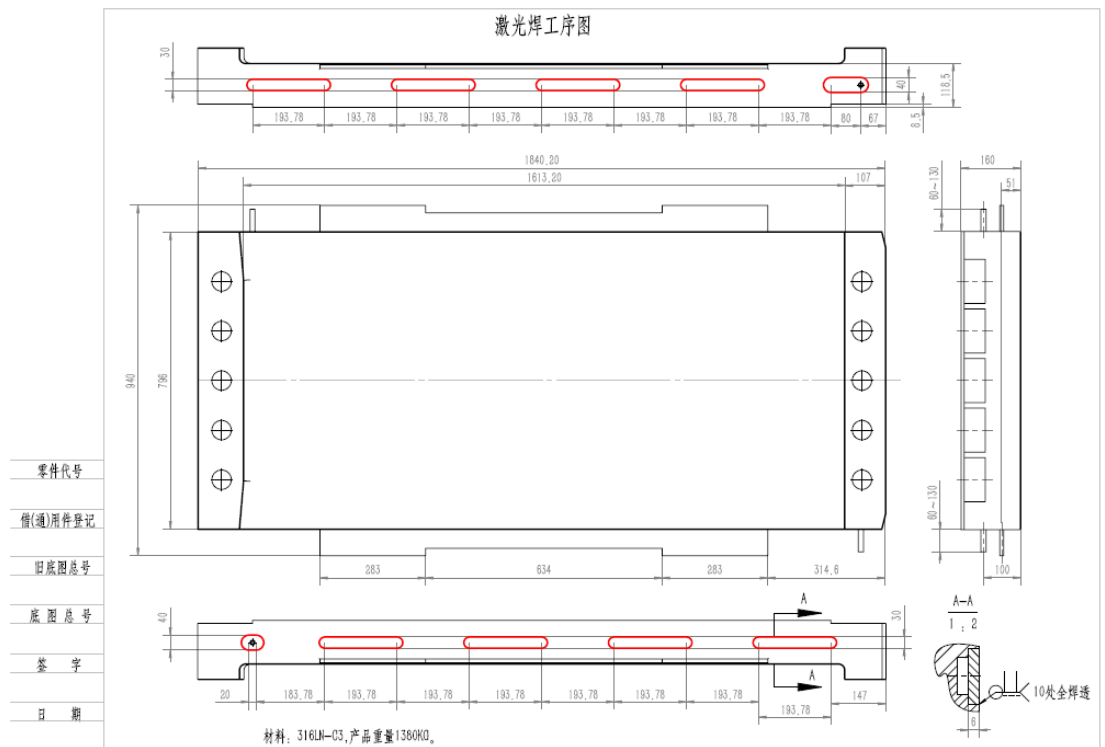 激光焊工序图
30
40
118,5
8,5
193,78 193,78 193,78 193,78 193,78 193,78 193,78 193,78 80 67
1840,20
1613,20 107
160
51
60~130
940
796
60~130
100
283 634 283 314,6
零件代号
借(通)用件登记
旧底图总号
底图总号
签 字
日 期
A
A-A
1 : 2
40
30
A
20 183,78 193,78 193,78 193,78 193,78 193,78 147
193,78
6
10处全焊透
材料: 316LN-C3,产品重量1380KG。